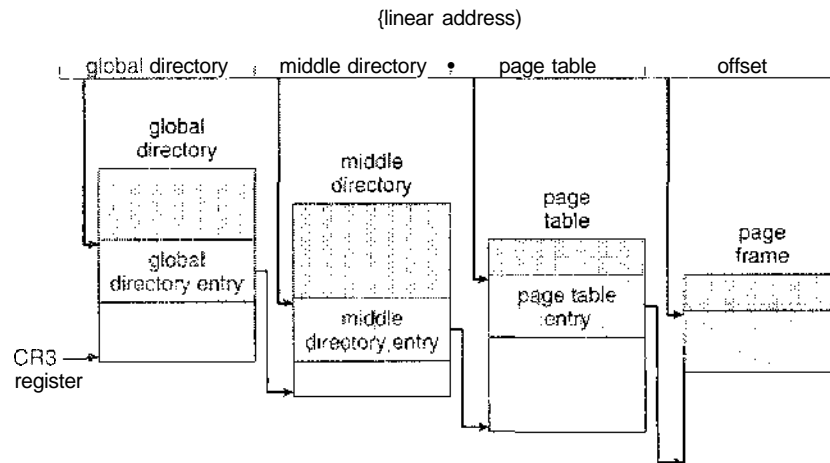 {linear address)
global directory middle directory • page table offset
global
directory
middle
directory
page
table
page
frame
global
directory entry
page table
entry
middle
directory entry
CR3
register